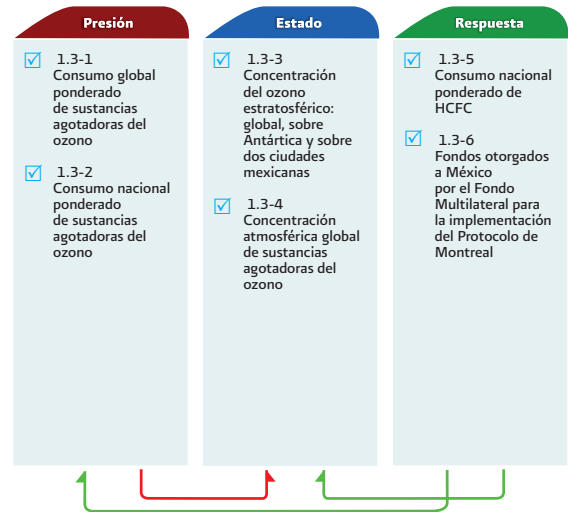 Presión
1.3-1
Consumo global
ponderado
de sustancias
agotadoras del
ozono
1.3-2
Consumo nacional
ponderado
de sustancias
agotadoras del
ozono
Estado
1.3-3
Concentración
del ozono
estratosférico:
global, sobre
Antártica y sobre
dos ciudades
mexicanas
1.3-4
Concentración
atmosférica global
de sustancias
agotadoras del
ozono
Respuesta
1.3-5
Consumo nacional
ponderado de
HCFC
1.3-6
Fondos otorgados
a México
por el Fondo
Multilateral para
la implementación
del Protocolo de
Montreal